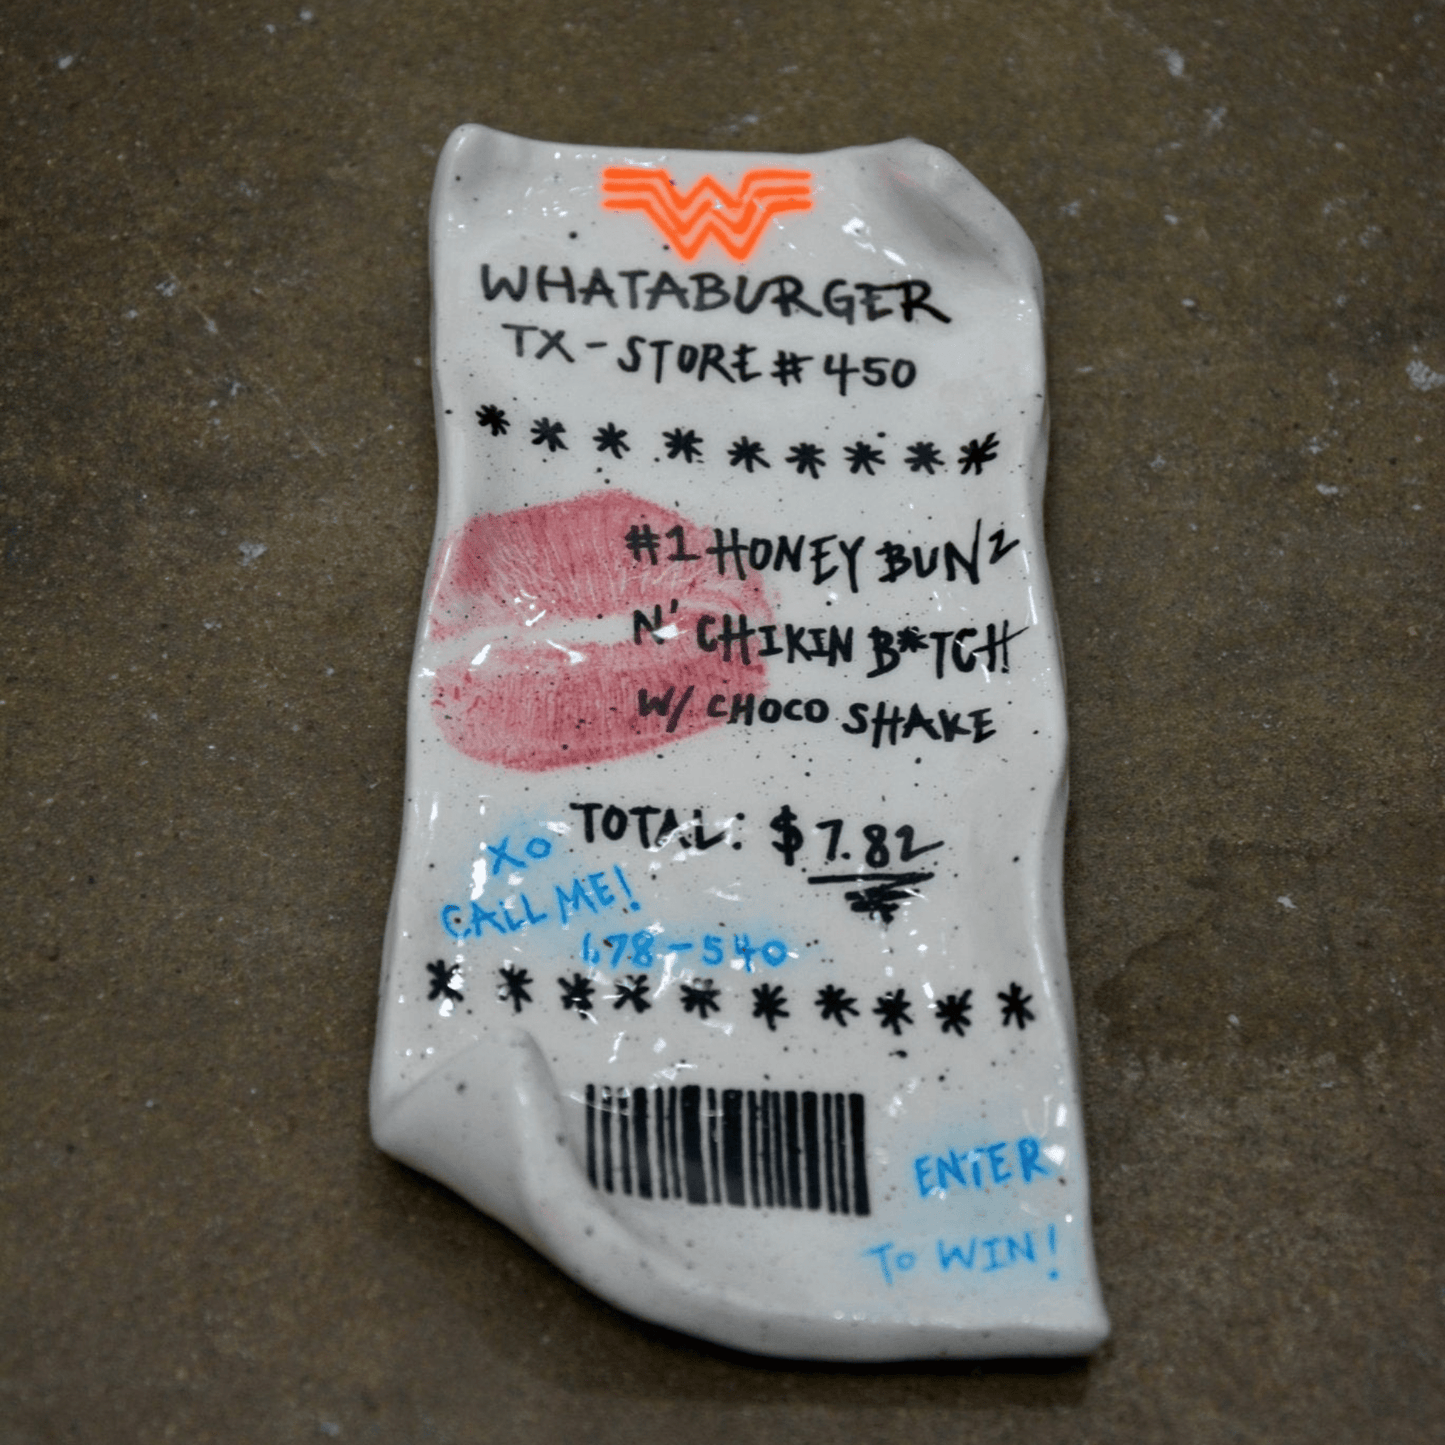 WHATABURGER
TX - STORE # 450
* * * * * * * * *
#1 HONEY BUNZ
N' CHIKIN B*TCH
W/ CHOCO SHAKE
TOTAL: $7.82
XO
CALL ME!
678-540
* * * * * * * * * *
ENTER
TO WIN!